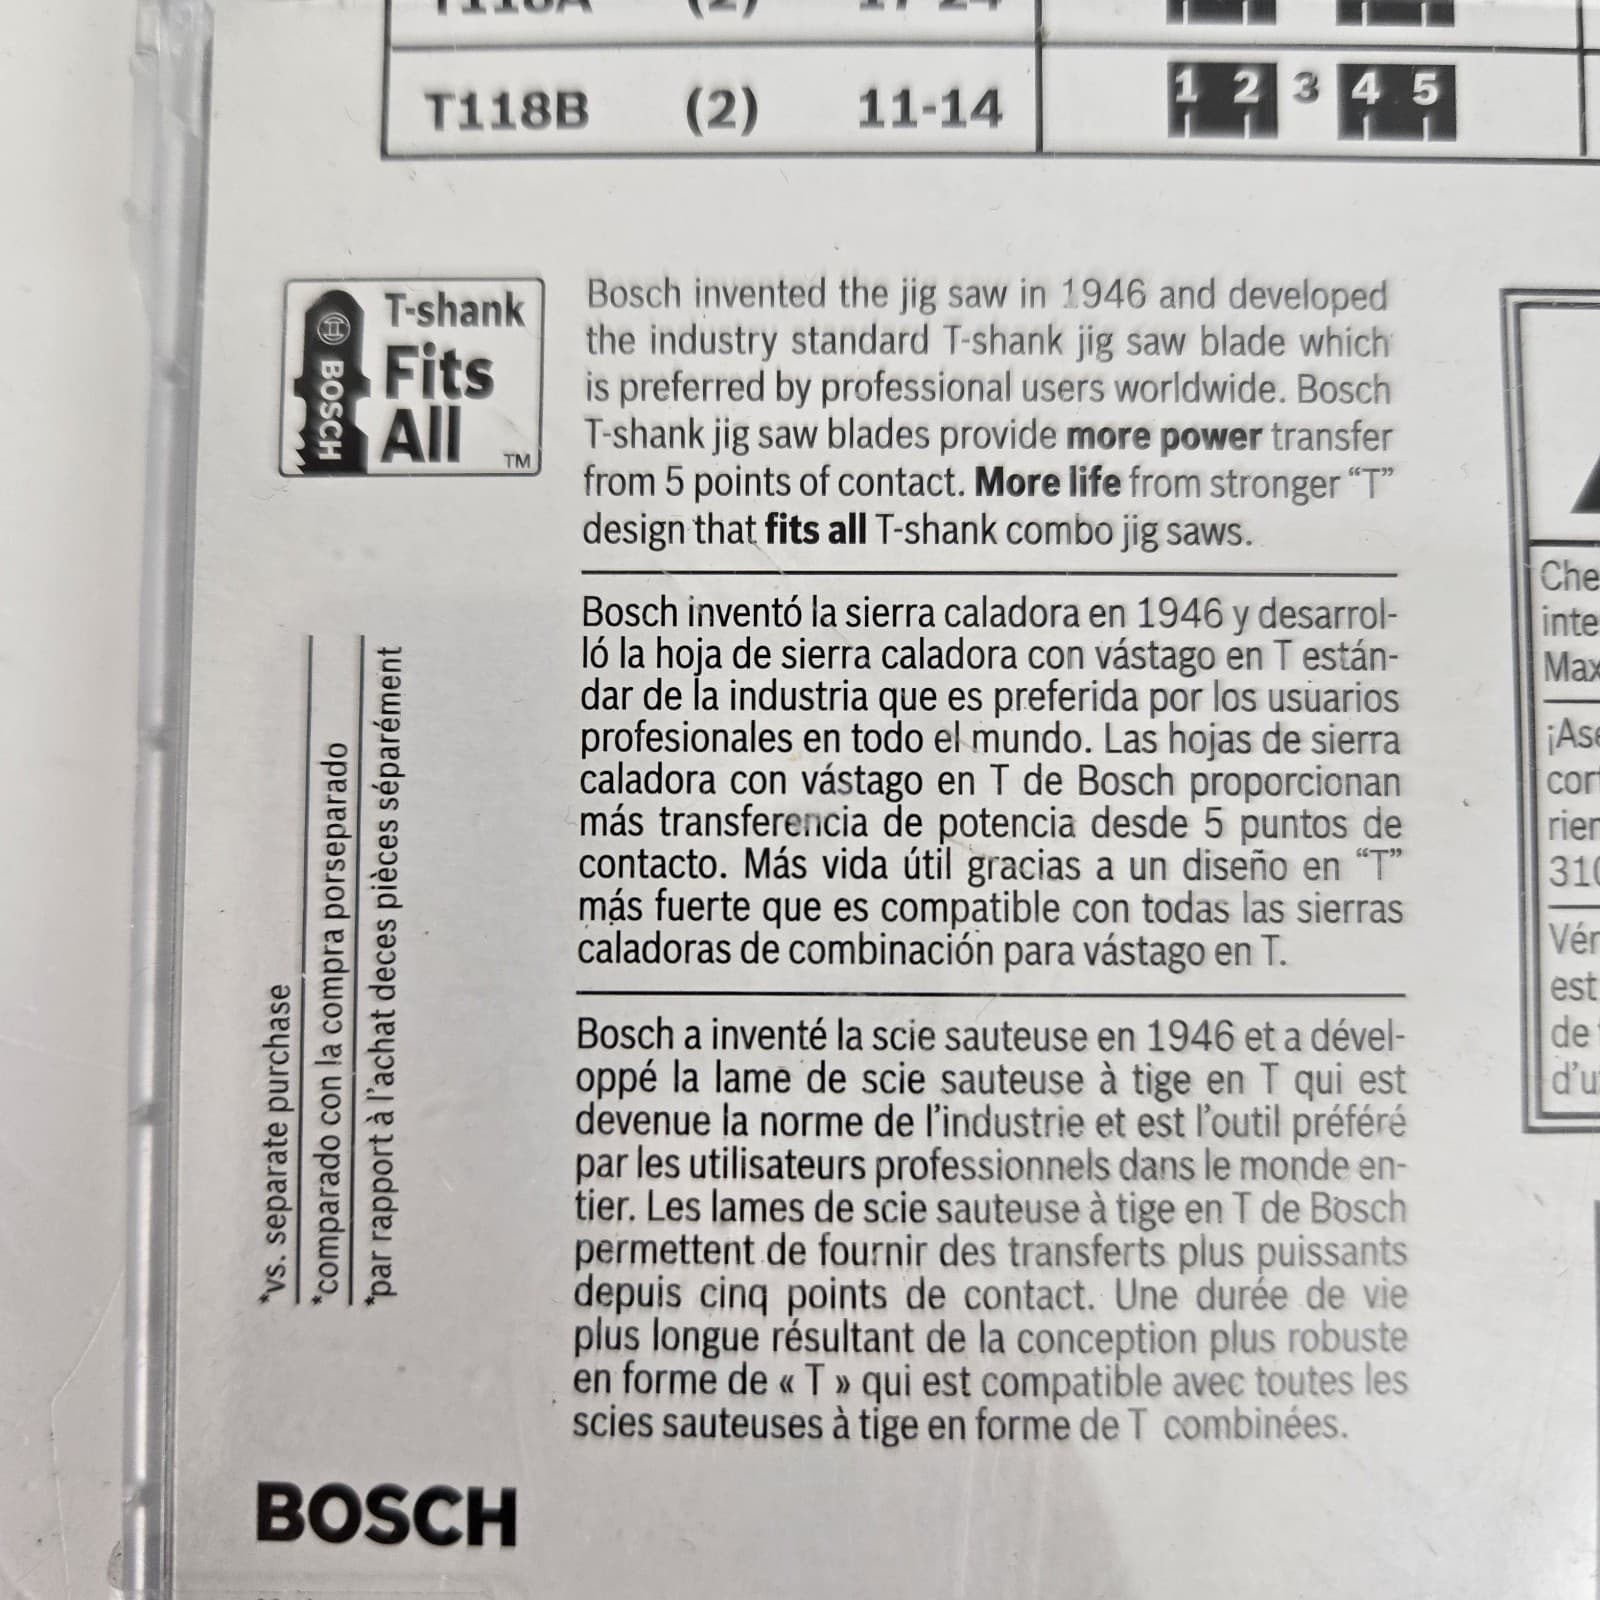 T118B (2) 11-14 1 2 3 4 5
T-shank
Fits
All
TM
BOSCH
Bosch invented the jig saw in 1946 and developed
the industry standard T-shank jig saw blade which
is preferred by professional users worldwide. Bosch
T-shank jig saw blades provide more power transfer
from 5 points of contact. More life from stronger “T”
design that fits all T-shank combo jig saws.
Bosch inventó la sierra caladora en 1946 y desarrol-
ló la hoja de sierra caladora con vástago en T están-
dar de la industria que es preferida por los usuarios
profesionales en todo el mundo. Las hojas de sierra
caladora con vástago en T de Bosch proporcionan
más transferencia de potencia desde 5 puntos de
contacto. Más vida útil gracias a un diseño en “T”
más fuerte que es compatible con todas las sierras
caladoras de combinación para vástago en T.
Bosch a inventé la scie sauteuse en 1946 et a dével-
oppé la lame de scie sauteuse à tige en T qui est
devenue la norme de l’industrie et est l’outil préféré
par les utilisateurs professionnels dans le monde en-
tier. Les lames de scie sauteuse à tige en T de Bosch
permettent de fournir des transferts plus puissants
depuis cinq points de contact. Une durée de vie
plus longue résultant de la conception plus robuste
en forme de « T » qui est compatible avec toutes les
scies sauteuses à tige en forme de T combinées.
*vs. separate purchase
*comparado con la compra porseparado
*par rapport à l’achat deces pièces séparément
BOSCH
Che
inte
Max
¡Ase
cor
rier
310
Vér
est
de
d’u